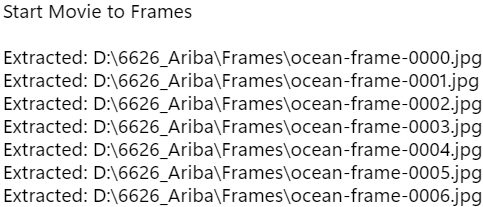 Start Movie to Frames
Extracted: D:\6626_Ariba\Frames\ocean-frame-0000.jpg
Extracted: D:\6626_Ariba\Frames\ocean-frame-0001.jpg
Extracted: D:\6626_Ariba\Frames\ocean-frame-0002.jpg
Extracted: D:\6626_Ariba\Frames\ocean-frame-0003.jpg
Extracted: D:\6626_Ariba\Frames\ocean-frame-0004.jpg
Extracted: D:\6626_Ariba\Frames\ocean-frame-0005.jpg
Extracted: D:\6626_Ariba\Frames\ocean-frame-0006.jpg